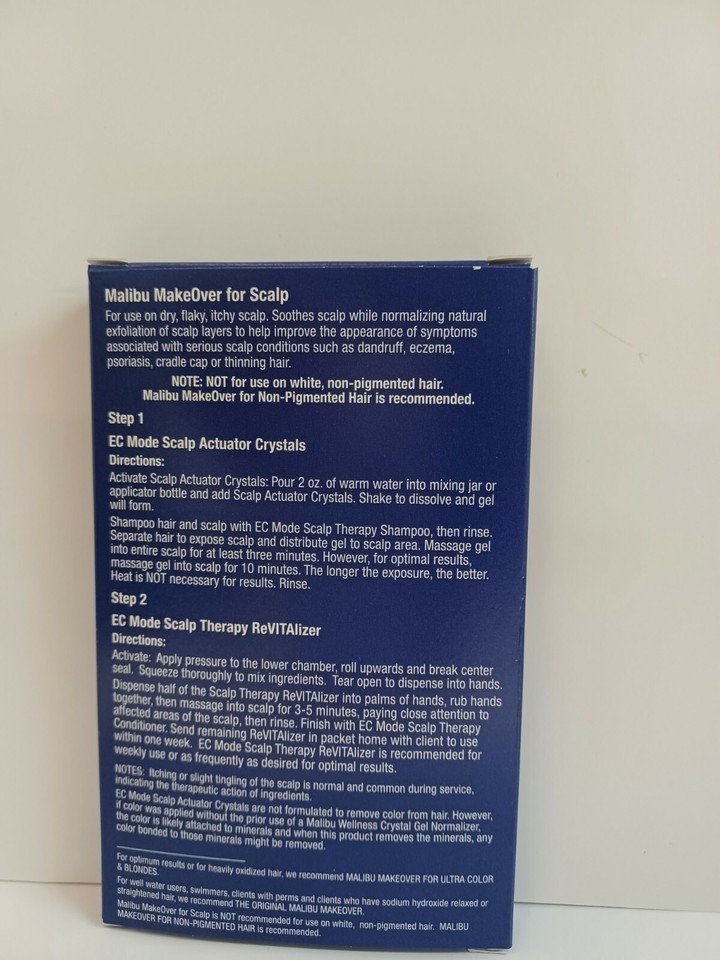 Malibu MakeOver for Scalp
For use on dry, flaky, itchy scalp. Soothes scalp while normalizing natural
exfoliation of scalp layers to help improve the appearance of symptoms
associated with serious scalp conditions such as dandruff, eczema,
psoriasis, cradle cap or thinning hair.
NOTE: NOT for use on white, non-pigmented hair.
Malibu MakeOver for Non-Pigmented Hair is recommended.
Step 1
EC Mode Scalp Actuator Crystals
Directions:
Activate Scalp Actuator Crystals: Pour 2 oz. of warm water into mixing jar or
applicator bottle and add Scalp Actuator Crystals. Shake to dissolve and gel
will form.
Shampoo hair and scalp with EC Mode Scalp Therapy Shampoo, then rinse.
Separate hair to expose scalp and distribute gel to scalp area. Massage gel
into entire scalp for at least three minutes. However, for optimal results,
massage gel into scalp for 10 minutes. The longer the exposure, the better.
Heat is NOT necessary for results. Rinse.
Step 2
EC Mode Scalp Therapy ReVITAlizer
Directions:
Activate: Apply pressure to the lower chamber, roll upwards and break center
seal. Squeeze thoroughly to mix ingredients. Tear open to dispense into hands.
Dispense half of the Scalp Therapy ReVITAlizer into palms of hands, rub hands
together, then massage into scalp for 3-5 minutes, paying close attention to
affected areas of the scalp, then rinse. Finish with EC Mode Scalp Therapy
Conditioner. Send remaining ReVITAlizer in packet home with client to use
within one week. EC Mode Scalp Therapy ReVITAlizer is recommended for
weekly use or as frequently as desired for optimal results.
NOTES: Itching or slight tingling of the scalp is normal and common during service,
indicating the therapeutic action of ingredients.
EC Mode Scalp Actuator Crystals are not formulated to remove color from hair. However,
if color was applied without the prior use of a Malibu Wellness Crystal Gel Normalizer,
the color is likely attached to minerals and when this product removes the minerals, any
color bonded to those minerals might be removed.
For optimum results or for heavily oxidized hair, we recommend MALIBU MAKEOVER FOR ULTRA COLOR
& BLONDES.
For well water users, swimmers, clients with perms and clients who have sodium hydroxide relaxed or
straightened hair, we recommend THE ORIGINAL MALIBU MAKEOVER.
Malibu MakeOver for Scalp is NOT recommended for use on white, non-pigmented hair. MALIBU
MAKEOVER FOR NON-PIGMENTED HAIR is recommended.